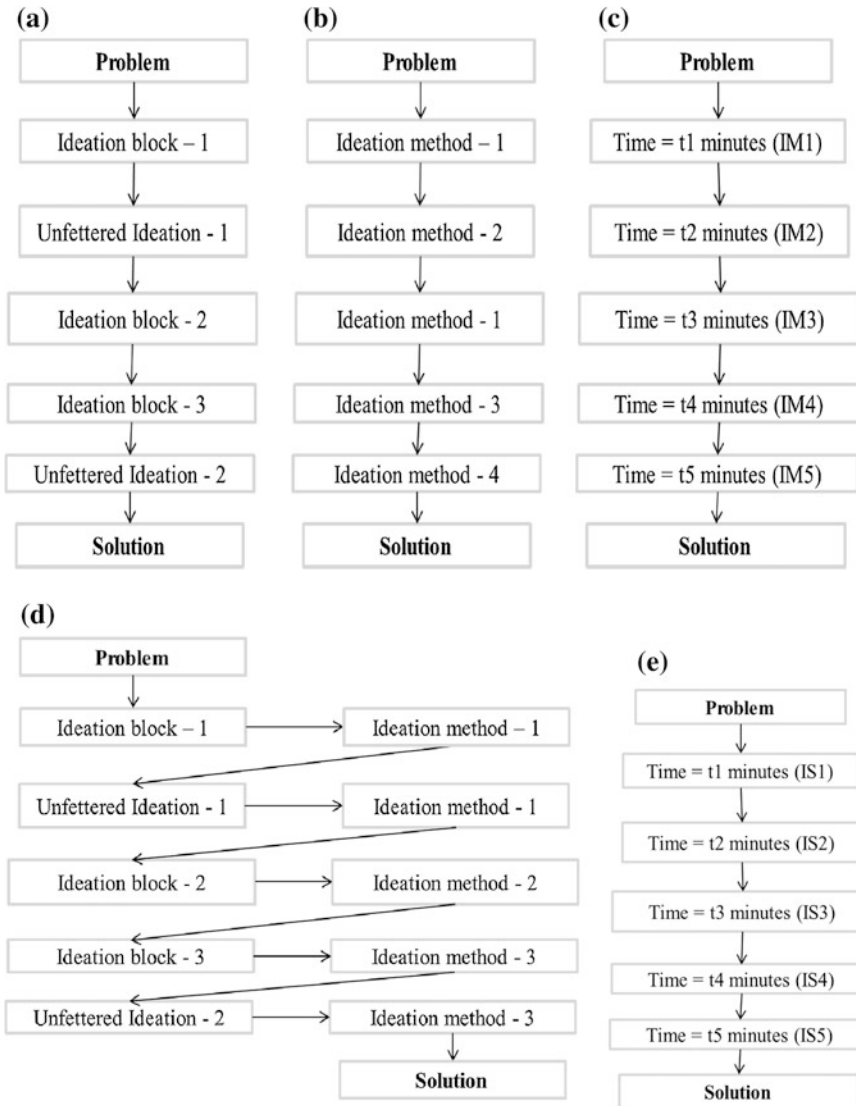 (a)
Problem
Ideation block – 1
Unfettered Ideation - 1
Ideation block - 2
Ideation block - 3
Unfettered Ideation - 2
Solution
(b)
Problem
Ideation method – 1
Ideation method - 2
Ideation method - 1
Ideation method - 3
Ideation method - 4
Solution
(c)
Problem
Time = t1 minutes (IM1)
Time = t2 minutes (IM2)
Time = t3 minutes (IM3)
Time = t4 minutes (IM4)
Time = t5 minutes (IM5)
Solution
(d)
Problem
Ideation block – 1
Ideation method – 1
Unfettered Ideation - 1
Ideation method - 1
Ideation block - 2
Ideation method - 2
Ideation block - 3
Ideation method - 3
Unfettered Ideation - 2
Ideation method - 3
Solution
(e)
Problem
Time = t1 minutes (IS1)
Time = t2 minutes (IS2)
Time = t3 minutes (IS3)
Time = t4 minutes (IS4)
Time = t5 minutes (IS5)
Solution